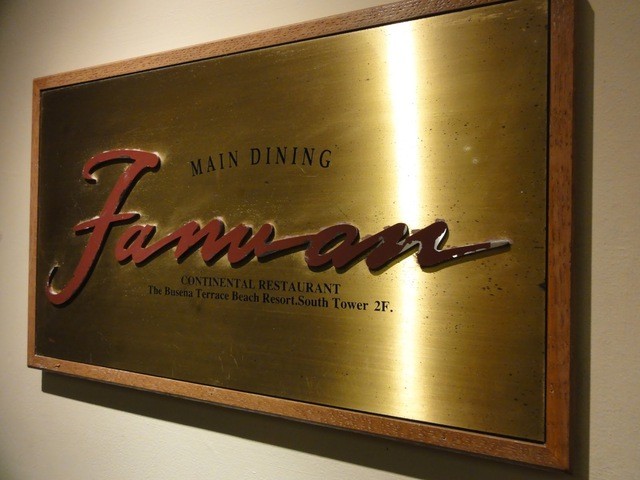 MAIN DINING
Fanuan
CONTINENTAL RESTAURANT
The Busena Terrace Beach Resort.South Tower 2F.